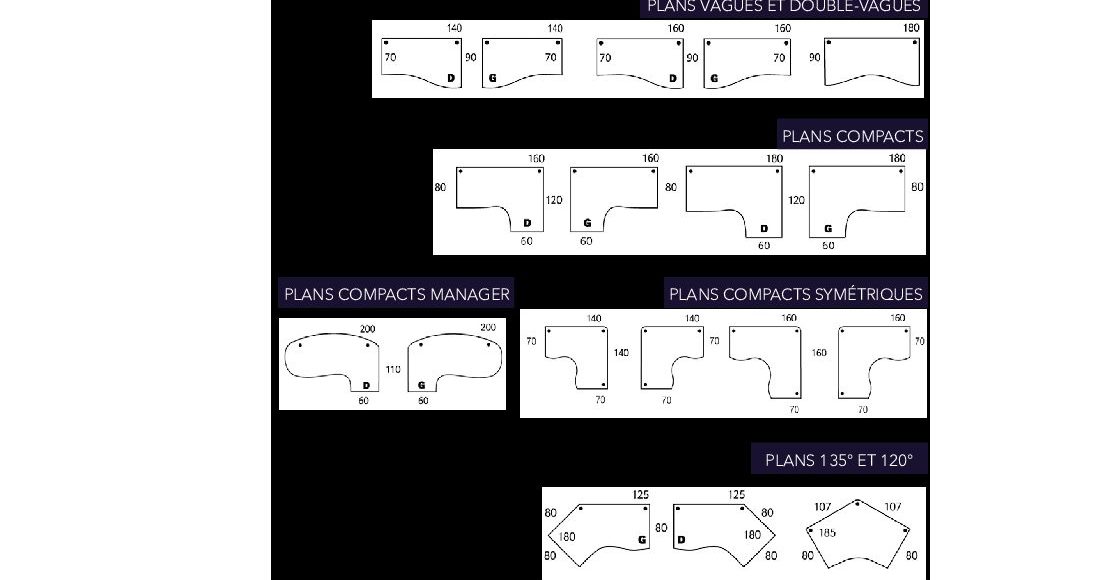 PLANS VAGUES ET DOUBLE-VAGUES
140 140 160 160 180
70 90 70 70 90 70 90
D G D G
PLANS COMPACTS
160 160 180 180
80 80 80
120 120
D G D G
60 60 60 60
PLANS COMPACTS MANAGER
200 200
110
D G
60 60
PLANS COMPACTS SYMÉTRIQUES
140 140 160 160
70 70 70
140 160
70 70 70 70
PLANS 135° ET 120°
125 125
80 80 107 107
80
180 G D 180 185
80 80 80 80